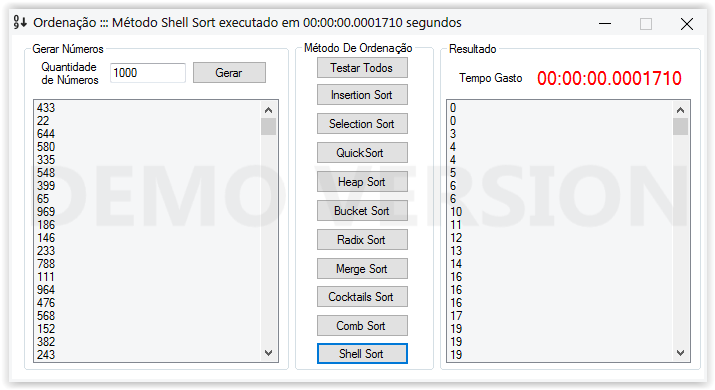 Ordenação ::: Método Shell Sort executado em 00:00:00.0001710 segundos
Gerar Números
Quantidade
de Números
1000
Gerar
433
22
644
580
335
548
399
65
969
186
146
233
788
111
964
476
568
152
382
243
Método De Ordenação
Testar Todos
Insertion Sort
Selection Sort
QuickSort
Heap Sort
Bucket Sort
Radix Sort
Merge Sort
Cocktails Sort
Comb Sort
Shell Sort
Resultado
Tempo Gasto
00:00:00.0001710
0
0
3
4
4
5
6
6
10
11
12
13
14
16
16
16
17
19
19
19
DEMO VERSION